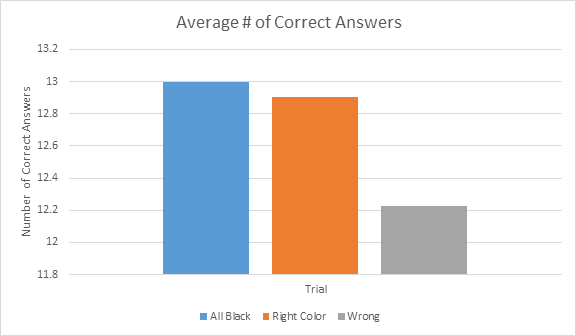 Average # of Correct Answers
13.2
13
12.8
12.6
12.4
12.2
12
11.8
Number of Correct Answers
Trial
All Black Right Color Wrong